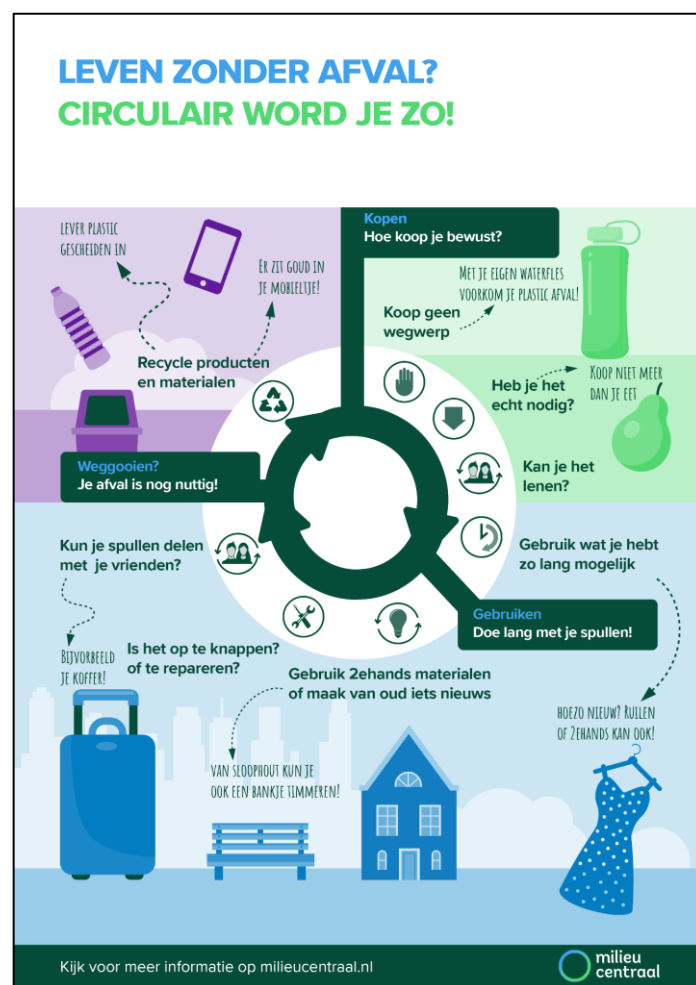 LEVEN ZONDER AFVAL?
CIRCULAIR WORD JE ZO!
Kopen
Hoe koop je bewust?
LEVER PLASTIC
GESCHEIDEN IN
ER ZIT GOUD IN
JE MOBIELTJE!
Recycle producten
en materialen
MET JE EIGEN WATERFLES
VOORKOM JE PLASTIC AFVAL!
Koop geen
wegwerp
Heb je het
echt nodig?
KOOP NIET MEER
DAN JE EET
Kan je het
lenen?
Weggooien?
Je afval is nog nuttig!
Kun je spullen delen
met je vrienden?
Gebruik wat je hebt
zo lang mogelijk
Gebruiken
Doe lang met je spullen!
BIJVORBEELD
JE KOFFER!
Is het op te knappen?
of te repareren?
Gebruik 2ehands materialen
of maak van oud iets nieuws
HOEZO NIEUW? RUILEN
OF 2EHANDS KAN OOK!
VAN SLOOPHOUT KUN JE
OOK EEN BANKJE TIMMEREN!
Kijk voor meer informatie op milieucentraal.nl
milieu
centraal